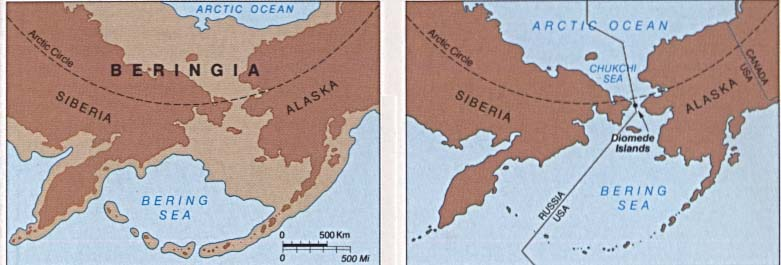 ARCTIC OCEAN
Arctic Circle
BERINGIA
SIBERIA
ALASKA
BERING
SEA
0 500 Km
0 500 Mi
ARCTIC OCEAN
Arctic Circle
CHUKCHI
SEA
CANADA
USA
SIBERIA
ALASKA
Diomede
Islands
BERING
SEA
RUSSIA
USA